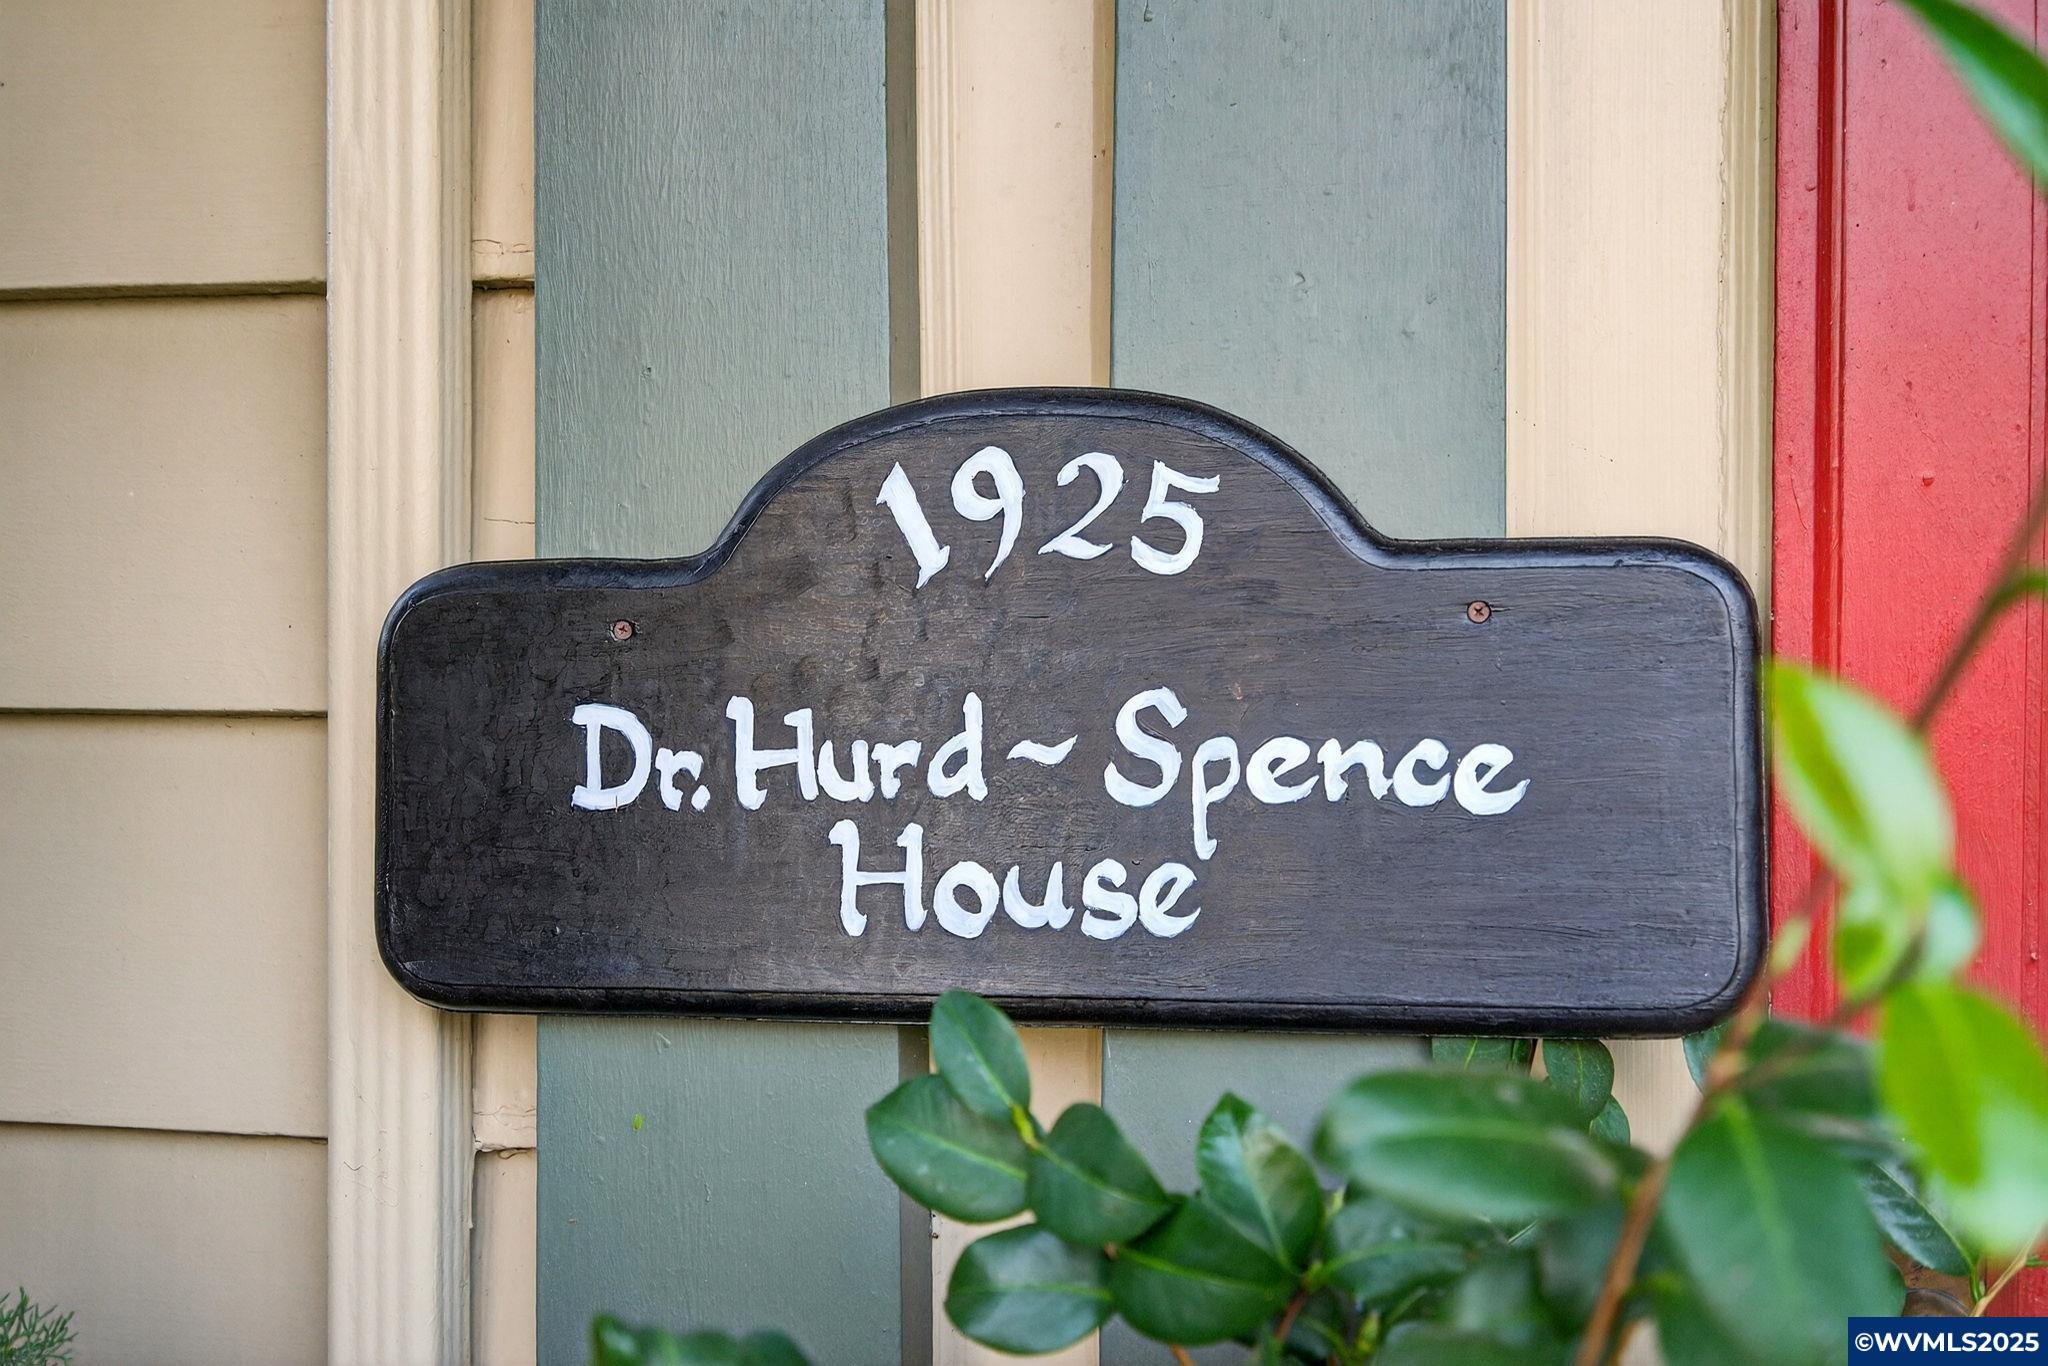 1925
Dr. Hurd ~ Spence
House
©WVMLS2025